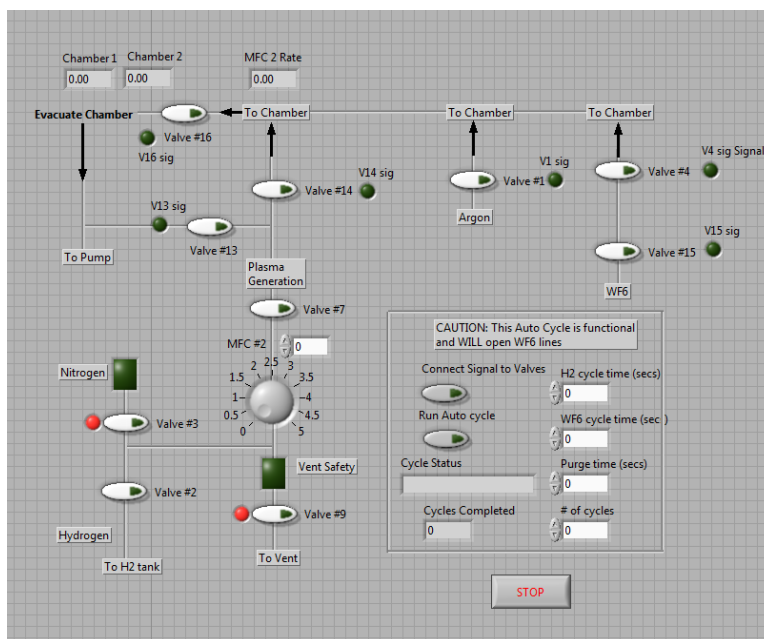 Chamber 1
Chamber 2
MFC 2 Rate
0.00
0.00
0.00
Evacuate Chamber
To Chamber
To Chamber
To Chamber
Valve #16
V16 sig
V14 sig
Valve #14
V1 sig
Valve #1
V4 sig Signal
Valve #4
V13 sig
Argon
Valve #13
To Pump
V15 sig
Valve #15
WF6
Plasma
Generation
Valve #7
MFC #2
0
0
0.5
1
1.5
2
2.5
3
3.5
4
4.5
5
Nitrogen
Valve #3
Vent Safety
Valve #2
Valve #9
Hydrogen
To H2 tank
To Vent
CAUTION: This Auto Cycle is functional
and WILL open WF6 lines
Connect Signal to Valves
H2 cycle time (secs)
0
Run Auto cycle
WF6 cycle time (sec )
0
Cycle Status
Purge time (secs)
0
Cycles Completed
0
# of cycles
0
STOP